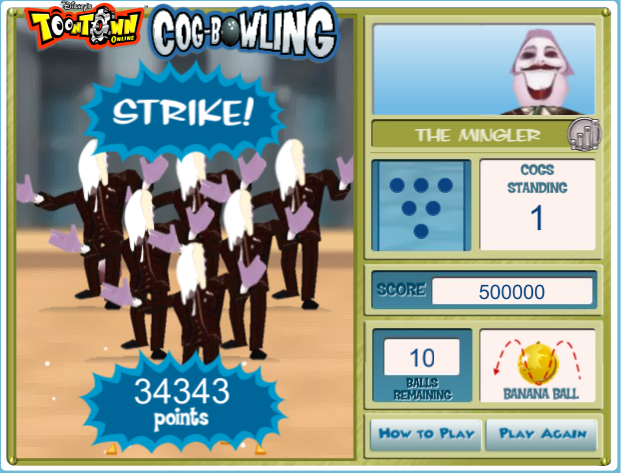 Disney's
TOONTOWN
ONLINE
COG-BOWLING
STRIKE!
34343
points
THE MINGLER
COGS
STANDING
1
SCORE 500000
10
BALLS
REMAINING
BANANA BALL
HOW TO PLAY
PLAY AGAIN